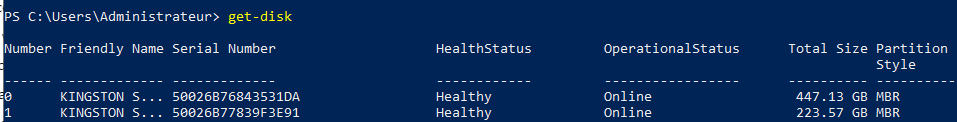 PS C:\Users\Administrateur> get-disk
Number Friendly Name Serial Number HealthStatus OperationalStatus Total Size Partition
Style
------ ------------- ------------- ------------ ----------------- ---------- ----------
0 KINGSTON S... 50026B76843531DA Healthy Online 447.13 GB MBR
1 KINGSTON S... 50026B77839F3E91 Healthy Online 223.57 GB MBR